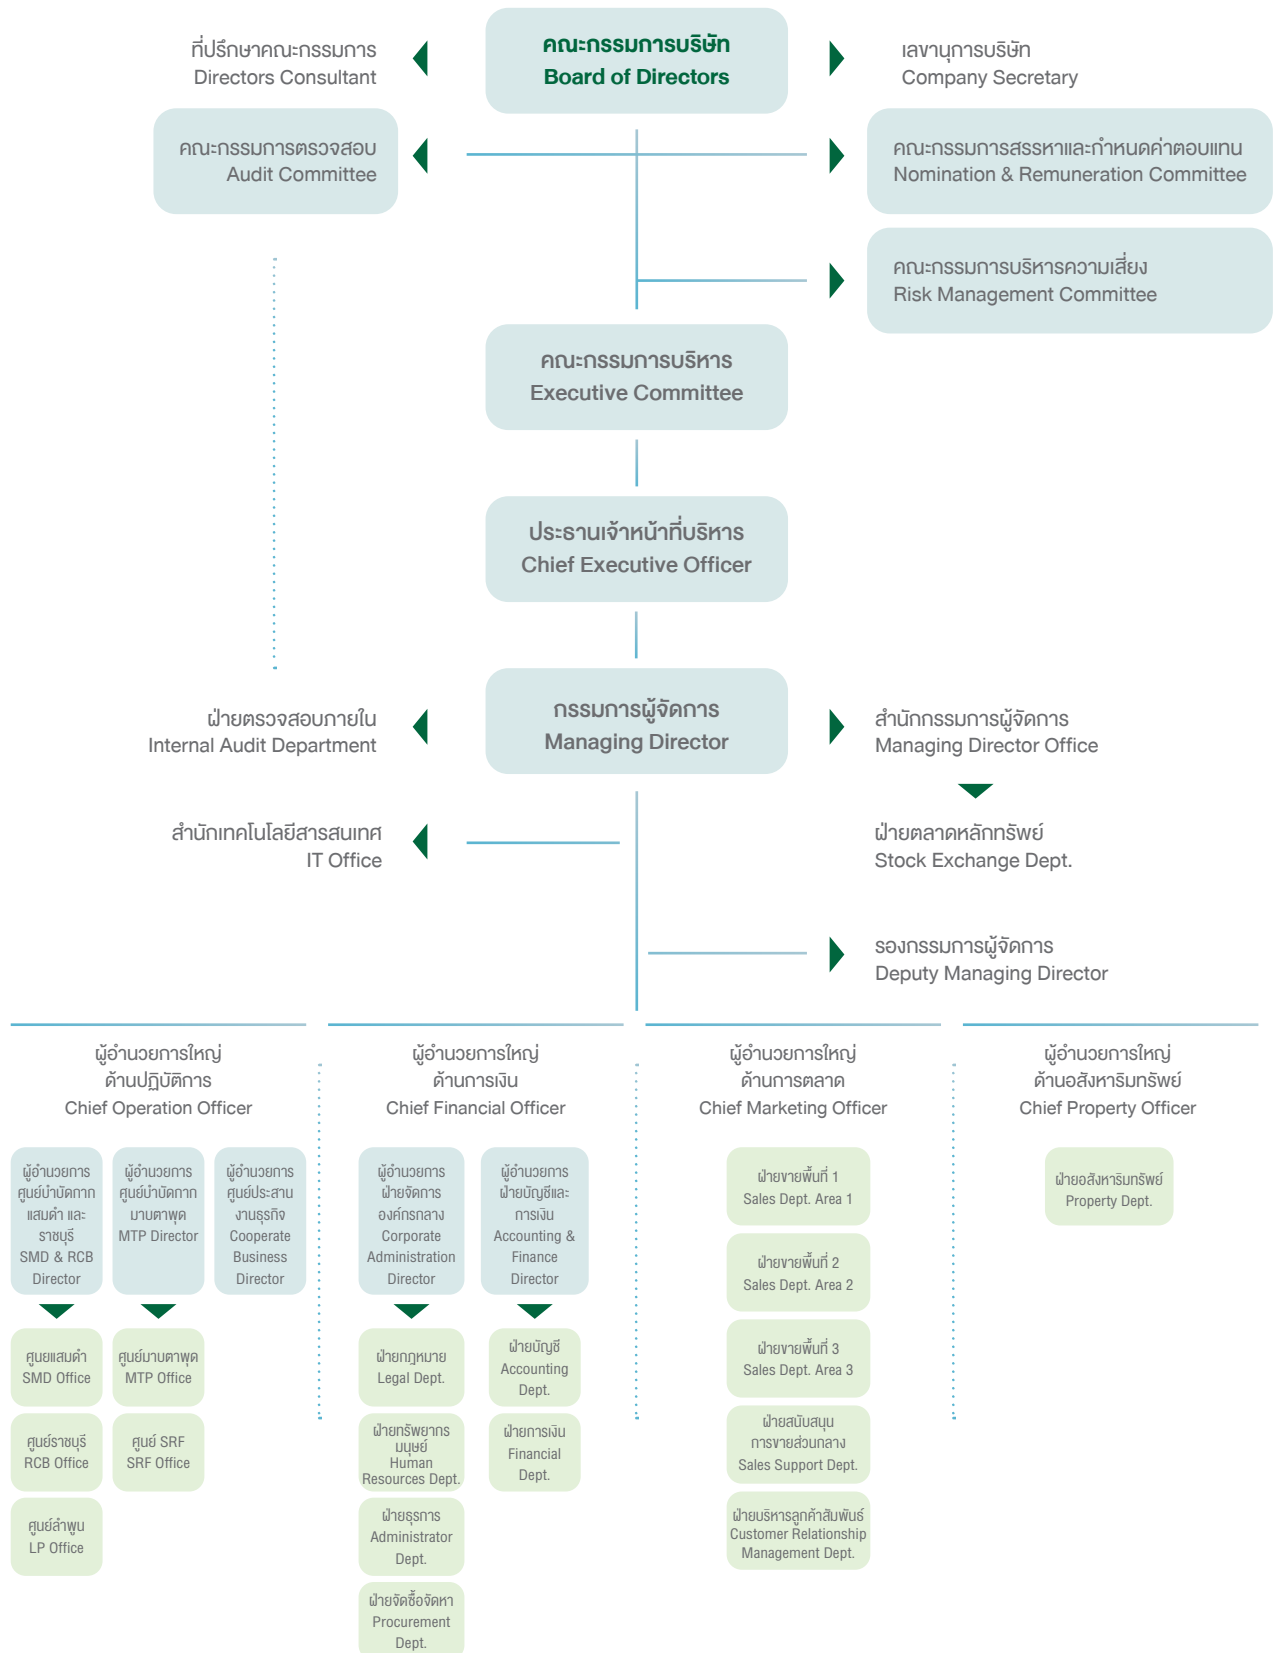 คณะกรรมการบริษัท
Board of Directors
ที่ปรึกษาคณะกรรมการ
Directors Consultant
เลขานุการบริษัท
Company Secretary
คณะกรรมการตรวจสอบ
Audit Committee
คณะกรรมการสรรหาและกำหนดค่าตอบแทน
Nomination & Remuneration Committee
คณะกรรมการบริหารความเสี่ยง
Risk Management Committee
คณะกรรมการบริหาร
Executive Committee
ประธานเจ้าหน้าที่บริหาร
Chief Executive Officer
กรรมการผู้จัดการ
Managing Director
ฝ่ายตรวจสอบภายใน
Internal Audit Department
สำนักกรรมการผู้จัดการ
Managing Director Office
สำนักเทคโนโลยีสารสนเทศ
IT Office
ฝ่ายตลาดหลักทรัพย์
Stock Exchange Dept.
รองกรรมการผู้จัดการ
Deputy Managing Director
ผู้อำนวยการใหญ่
ด้านปฏิบัติการ
Chief Operation Officer
ผู้อำนวยการใหญ่
ด้านการเงิน
Chief Financial Officer
ผู้อำนวยการใหญ่
ด้านการตลาด
Chief Marketing Officer
ผู้อำนวยการใหญ่
ด้านอสังหาริมทรัพย์
Chief Property Officer
ผู้อำนวยการ
ศูนย์บำบัดกาก
แสมดำ และ
ราชบุรี
SMD & RCB
Director
ผู้อำนวยการ
ศูนย์บำบัดกาก
มาบตาพุด
MTP Director
ผู้อำนวยการ
ศูนย์ประสาน
งานธุรกิจ
Cooperate
Business
Director
ผู้อำนวยการ
ฝ่ายจัดการ
องค์กรกลาง
Corporate
Administration
Director
ผู้อำนวยการ
ฝ่ายบัญชีและ
การเงิน
Accounting &
Finance
Director
ฝ่ายขายพื้นที่ 1
Sales Dept. Area 1
ฝ่ายอสังหาริมทรัพย์
Property Dept.
ฝ่ายขายพื้นที่ 2
Sales Dept. Area 2
ฝ่ายขายพื้นที่ 3
Sales Dept. Area 3
ฝ่ายสนับสนุน
การขายส่วนกลาง
Sales Support Dept.
ฝ่ายบริหารลูกค้าสัมพันธ์
Customer Relationship
Management Dept.
ศูนยแสมดำ
SMD Office
ศูนย์มาบตาพุด
MTP Office
ศูนย์ราชบุรี
RCB Office
ศูนย์ SRF
SRF Office
ศูนย์ลำพูน
LP Office
ฝ่ายกฎหมาย
Legal Dept.
ฝ่ายบัญชี
Accounting
Dept.
ฝ่ายทรัพยากร
มนุษย์
Human
Resources Dept.
ฝ่ายการเงิน
Financial
Dept.
ฝ่ายธุรการ
Administrator
Dept.
ฝ่ายจัดซื้อจัดหา
Procurement
Dept.